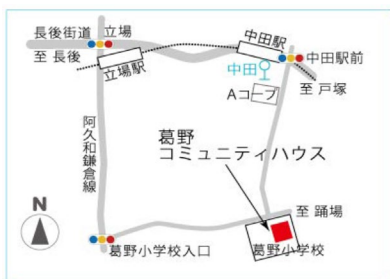 長後街道
立場
至 長後
立場駅
中田駅
中田
中田駅前
Aコープ
至 戸塚
阿久和鎌倉線
葛野
コミュニティハウス
N
至 踊場
葛野小学校入口
葛野小学校